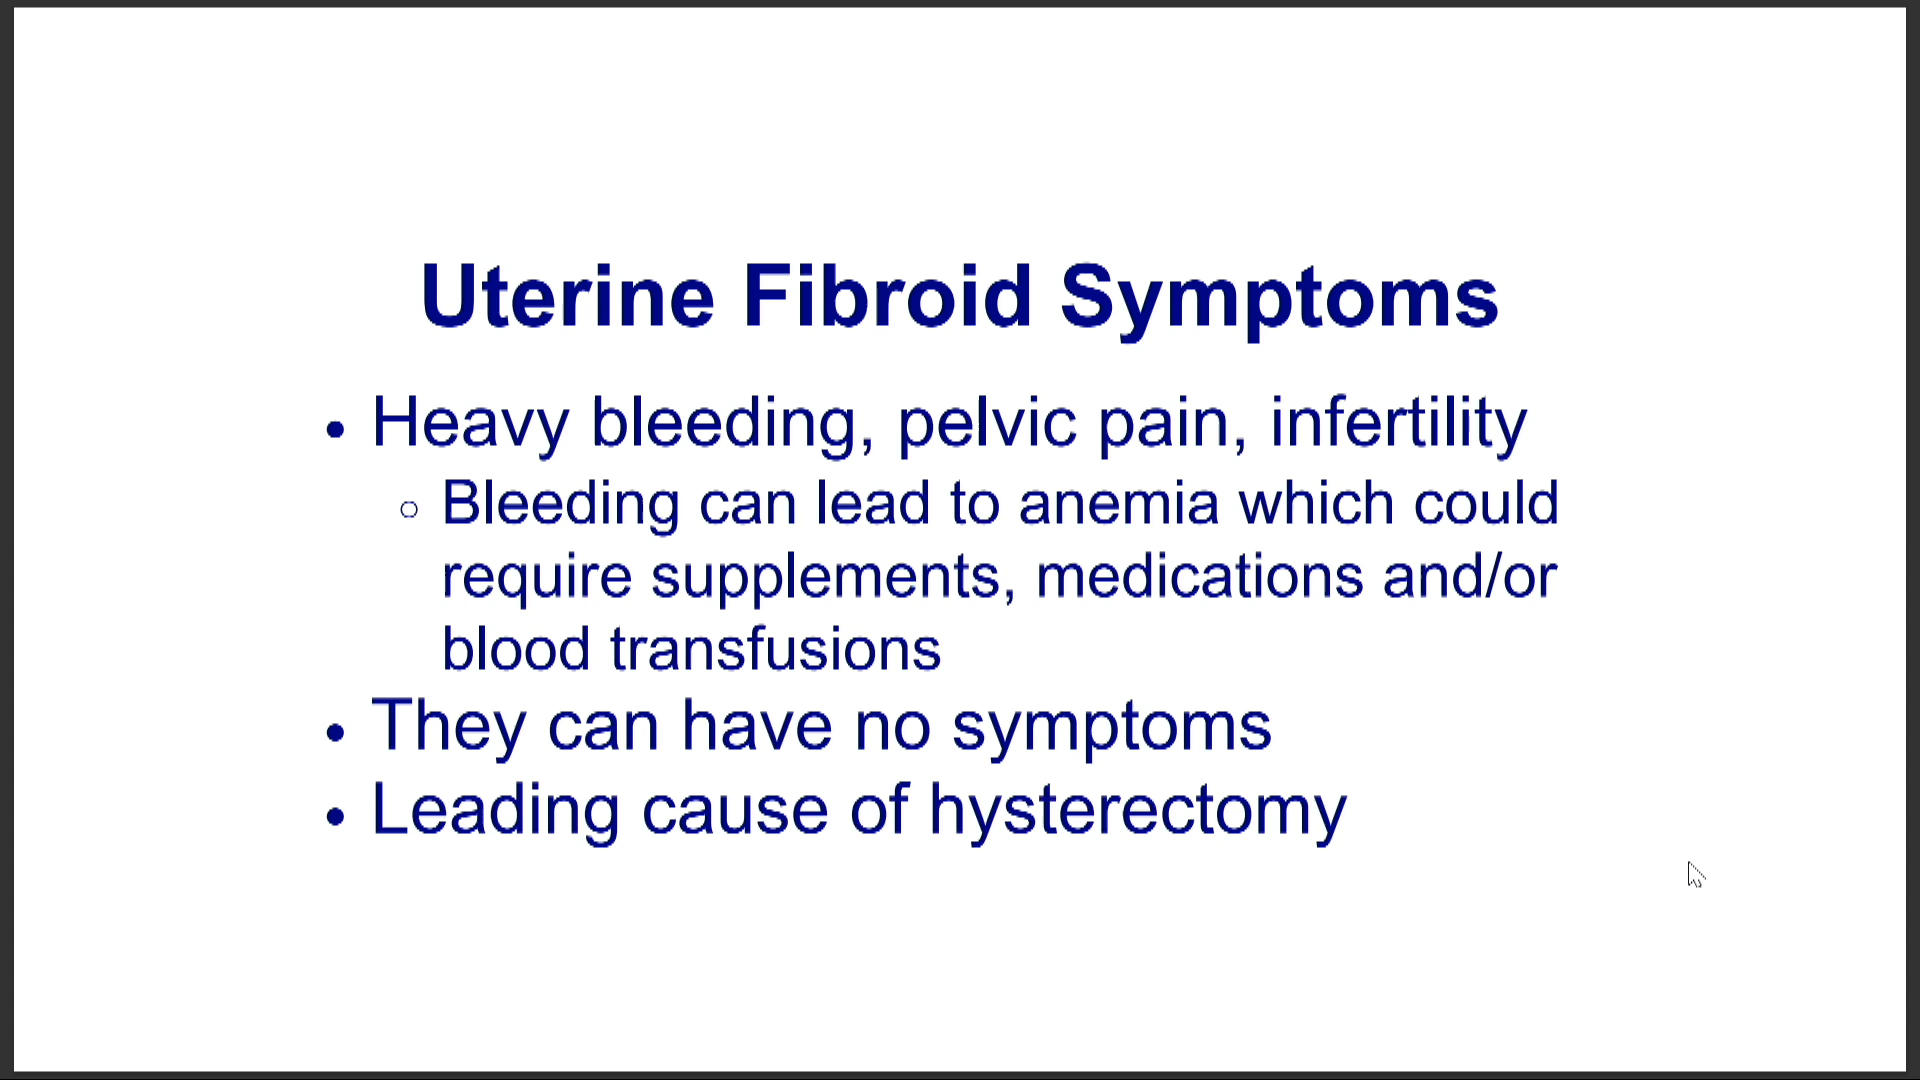 Uterine Fibroid Symptoms
• Heavy bleeding, pelvic pain, infertility
○ Bleeding can lead to anemia which could
require supplements, medications and/or
blood transfusions
• They can have no symptoms
• Leading cause of hysterectomy